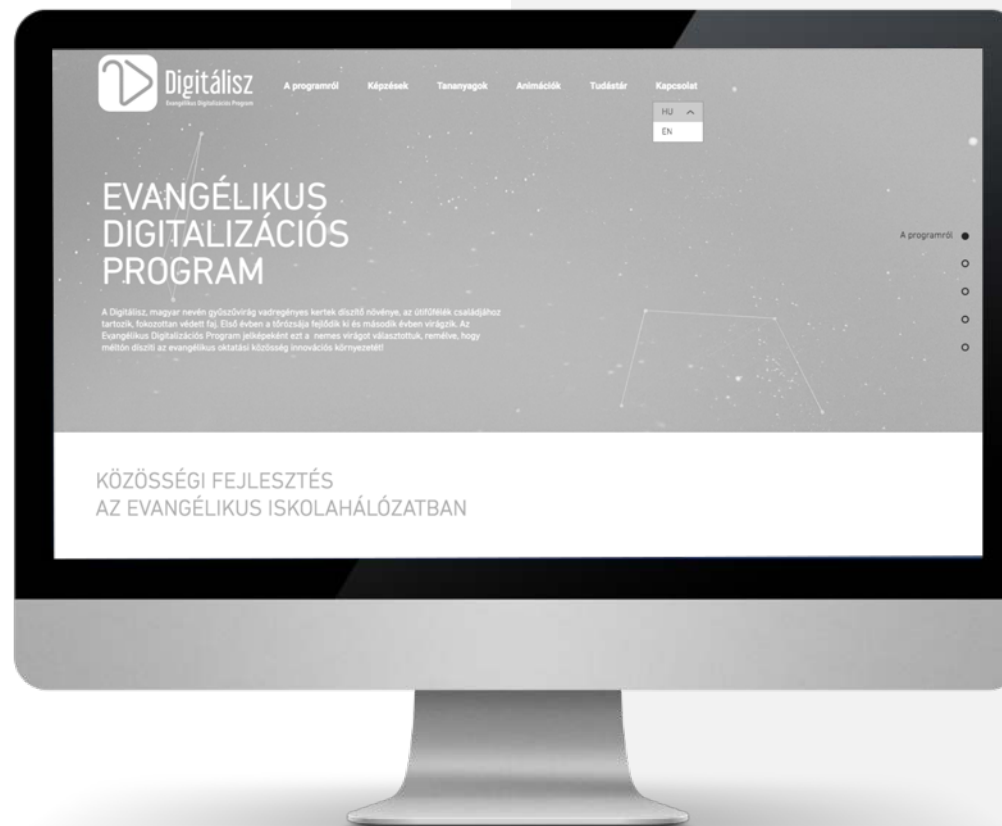 Digitálisz
Evangélikus Digitalizációs Program
A programról Képzések Tananyagok Animációk Tudástár Kapcsolat
HU
EN
EVANGÉLIKUS
DIGITALIZÁCIÓS
PROGRAM
A programról
A Digitálisz, magyar nevén gyűszűvirág vadregényes kertek díszítő növénye, az útifűfélék családjához
tartozik, fokozottan védett faj. Első évben a tőrózsája fejlődik ki és második évben virágzik. Az
Evangélikus Digitalizációs Program jelképeként ezt a nemes virágot választottuk, remélve, hogy
méltón díszíti az evangélikus oktatási közösség innovációs környezetét!
KÖZÖSSÉGI FEJLESZTÉS
AZ EVANGÉLIKUS ISKOLAHÁLÓZATBAN